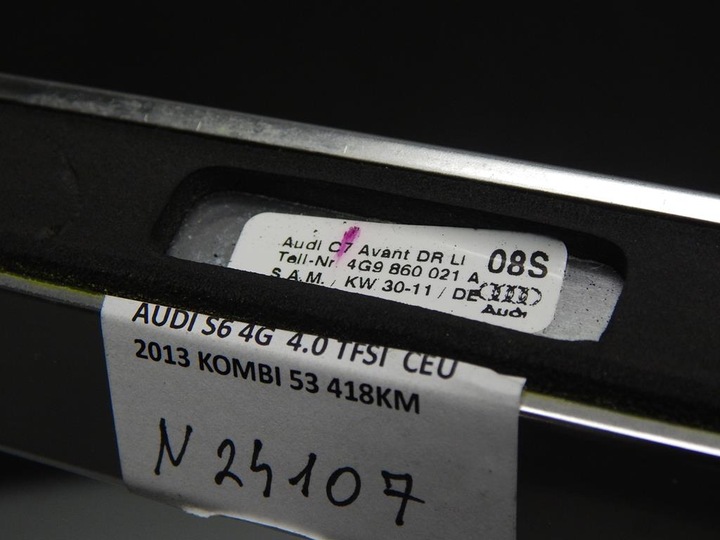 Audi C7 Avant DR LI
08S
Teil-Nr. 4G9 860 021 A
S.A.M. / KW 30-11 / DE
Audi
AUDI S6 4G 4.0 TFSI CEU
2013 KOMBI 53 418KM
N 24107